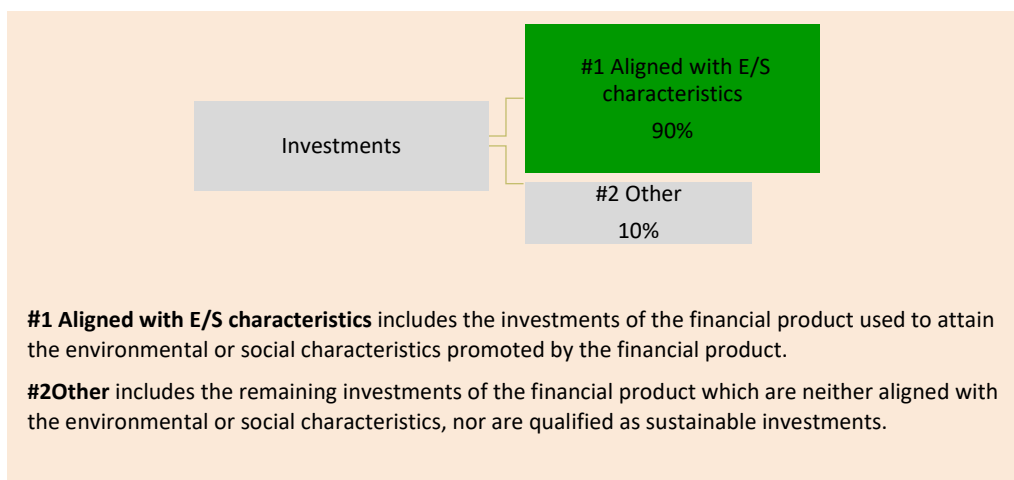 #1 Aligned with E/S
characteristics
90%
Investments
#2 Other
10%
#1 Aligned with E/S characteristics includes the investments of the financial product used to attain
the environmental or social characteristics promoted by the financial product.
#2Other includes the remaining investments of the financial product which are neither aligned with
the environmental or social characteristics, nor are qualified as sustainable investments.